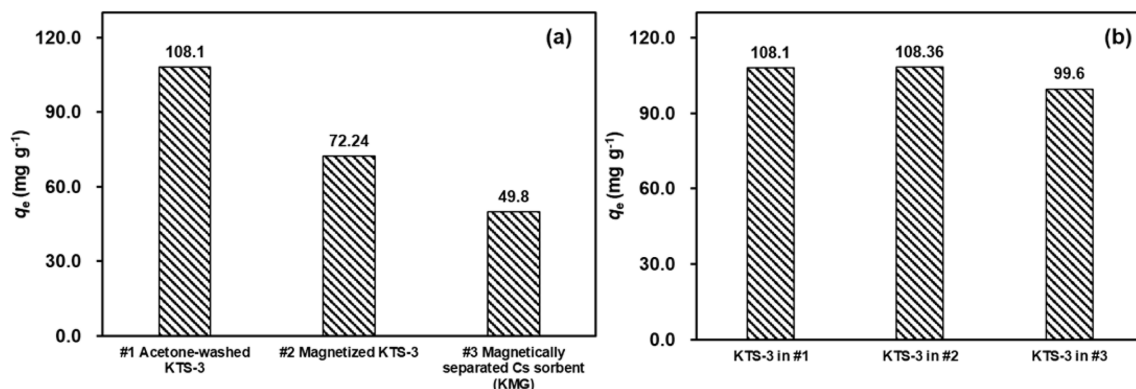 (a)
120.0
90.0
60.0
30.0
0.0
qe (mg g-1)
108.1
72.24
49.8
#1 Acetone-washed
KTS-3
#2 Magnetized KTS-3
#3 Magnetically
separated Cs sorbent
(KMG)
(b)
120.0
90.0
60.0
30.0
0.0
qe (mg g-1)
108.1
108.36
99.6
KTS-3 in #1
KTS-3 in #2
KTS-3 in #3